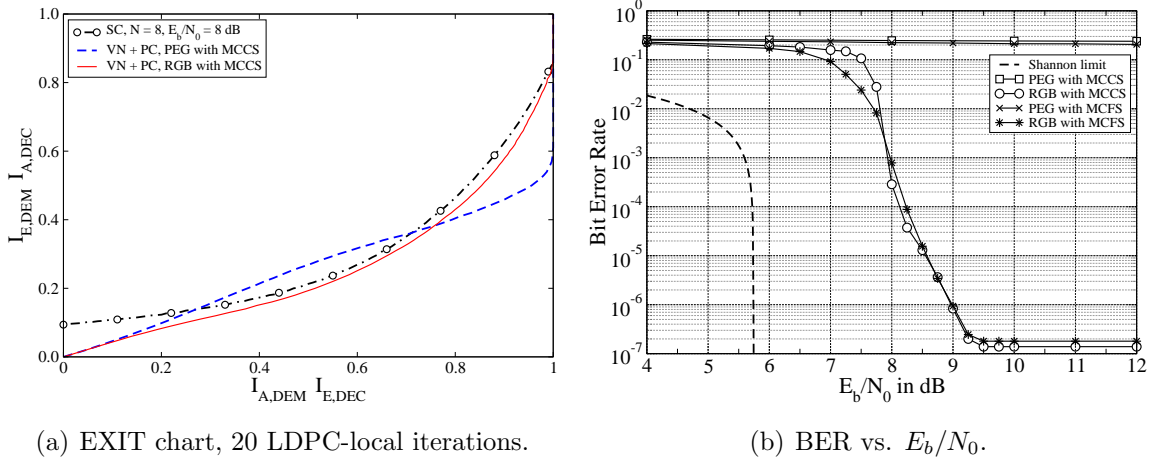 SC, N = 8, E_b/N_0 = 8 dB
VN + PC, PEG with MCCS
VN + PC, RGB with MCCS
I_E,DEM I_A,DEC
1.0
0.8
0.6
0.4
0.2
0.0
0 0.2 0.4 0.6 0.8 1
I_A,DEM I_E,DEC
(a) EXIT chart, 20 LDPC-local iterations.
Shannon limit
PEG with MCCS
RGB with MCCS
PEG with MCFS
RGB with MCFS
Bit Error Rate
10^0
10^-1
10^-2
10^-3
10^-4
10^-5
10^-6
10^-7
4 5 6 7 8 9 10 11 12
E_b/N_0 in dB
(b) BER vs. E_b/N_0.